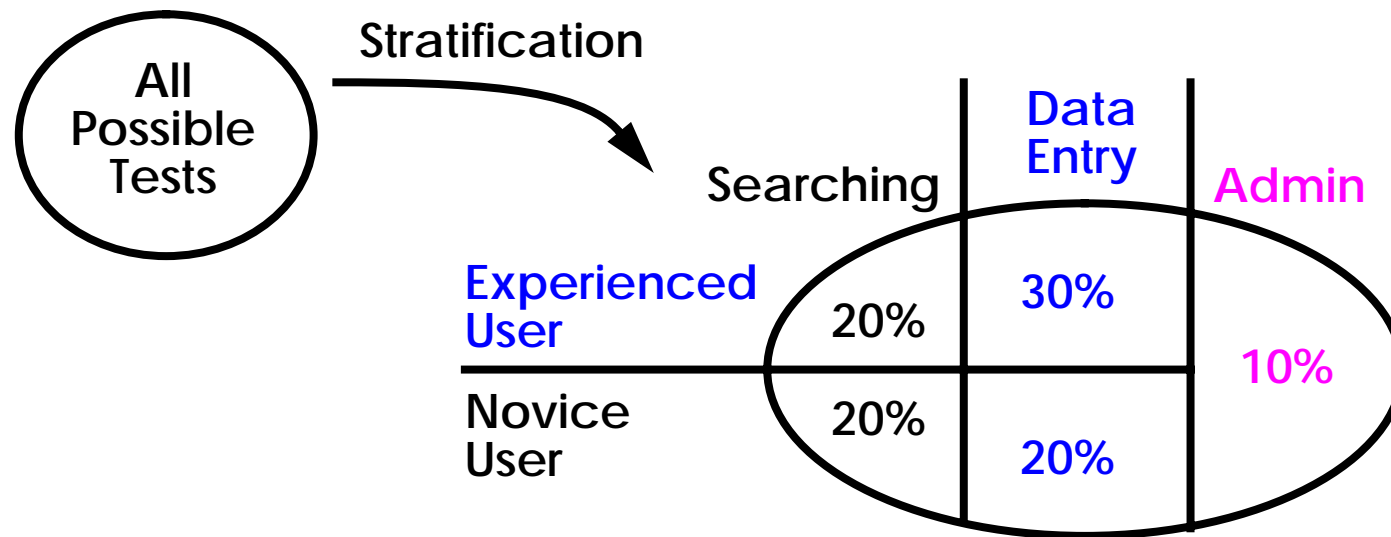 Stratification
All
Possible
Tests
Data
Entry
Searching
Admin
Experienced
User
20%
30%
10%
Novice
User
20%
20%